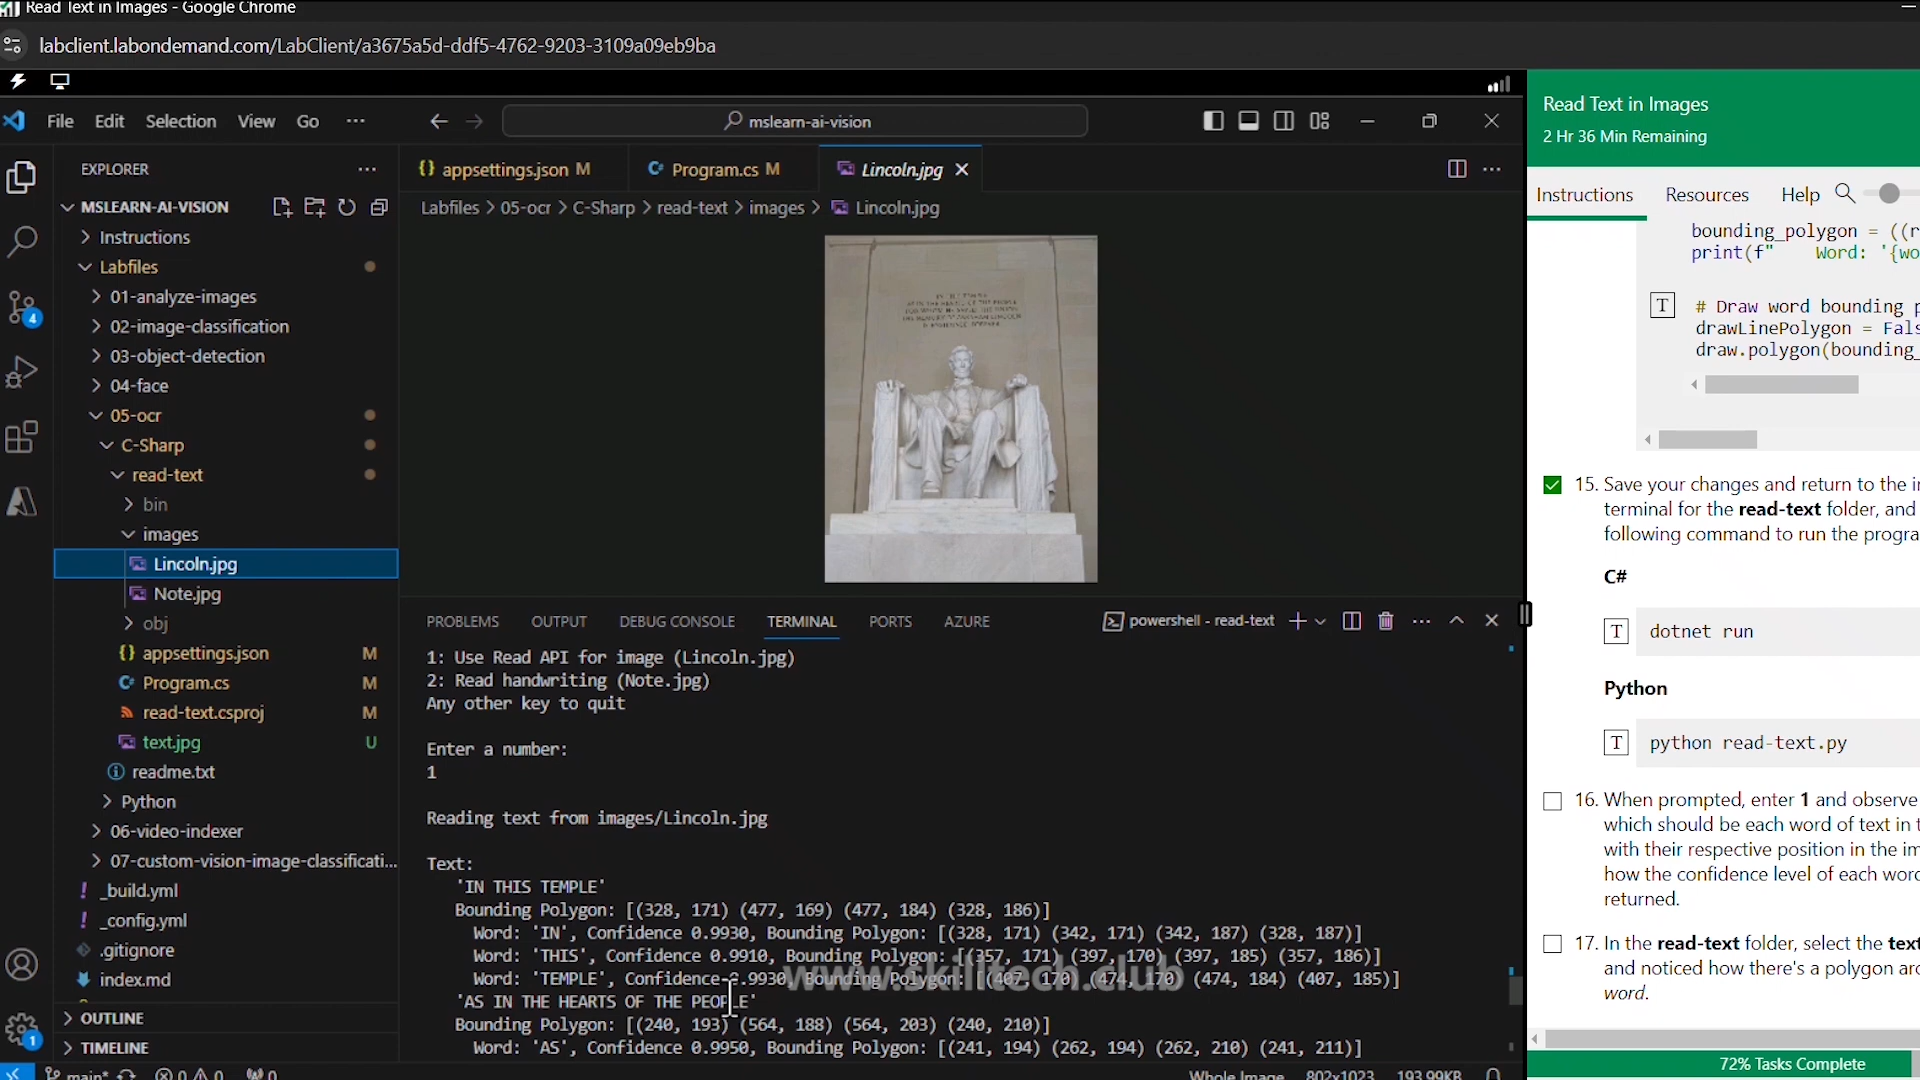 Read Text in Images - Google Chrome
labclient.labondemand.com/LabClient/a3675a5d-ddf5-4762-9203-3109a09eb9ba
File Edit Selection View Go ···
mslearn-ai-vision
EXPLORER
MSLEARN-AI-VISION
Instructions
Labfiles
01-analyze-images
02-image-classification
03-object-detection
04-face
05-ocr
C-Sharp
read-text
bin
images
Lincoln.jpg
Note.jpg
obj
{} appsettings.json M
Program.cs M
read-text.csproj M
text.jpg U
readme.txt
Python
06-video-indexer
07-custom-vision-image-classificati...
! _build.yml
! _config.yml
.gitignore
index.md
OUTLINE
TIMELINE
4
1
{} appsettings.json M
Program.cs M
Lincoln.jpg
Labfiles > 05-ocr > C-Sharp > read-text > images > Lincoln.jpg
PROBLEMS OUTPUT DEBUG CONSOLE TERMINAL PORTS AZURE
powershell - read-text
1: Use Read API for image (Lincoln.jpg)
2: Read handwriting (Note.jpg)
Any other key to quit
Enter a number:
1
Reading text from images/Lincoln.jpg
Text:
'IN THIS TEMPLE'
Bounding Polygon: [(328, 171) (477, 169) (477, 184) (328, 186)]
Word: 'IN', Confidence 0.9930, Bounding Polygon: [(328, 171) (342, 171) (342, 187) (328, 187)]
Word: 'THIS', Confidence 0.9910, Bounding Polygon: [(357, 171) (397, 170) (397, 185) (357, 186)]
Word: 'TEMPLE', Confidence 0.9930, Bounding Polygon: [(407, 170) (474, 170) (474, 184) (407, 185)]
www.skilltech.club
'AS IN THE HEARTS OF THE PEOPLE'
Bounding Polygon: [(240, 193) (564, 188) (564, 203) (240, 210)]
Word: 'AS', Confidence 0.9950, Bounding Polygon: [(241, 194) (262, 194) (262, 210) (241, 211)]
main* 0 0 0
Whole Image 802x1023 193.99KB
Read Text in Images
2 Hr 36 Min Remaining
Instructions Resources Help
bounding_polygon = ((r
print(f" Word: '{wo
T
# Draw word bounding p
drawLinePolygon = Fals
draw.polygon(bounding_
15. Save your changes and return to the i
terminal for the read-text folder, and
following command to run the progra
C#
T dotnet run
Python
T python read-text.py
16. When prompted, enter 1 and observe
which should be each word of text in t
with their respective position in the im
how the confidence level of each word
returned.
17. In the read-text folder, select the text
and noticed how there's a polygon aro
word.
72% Tasks Complete